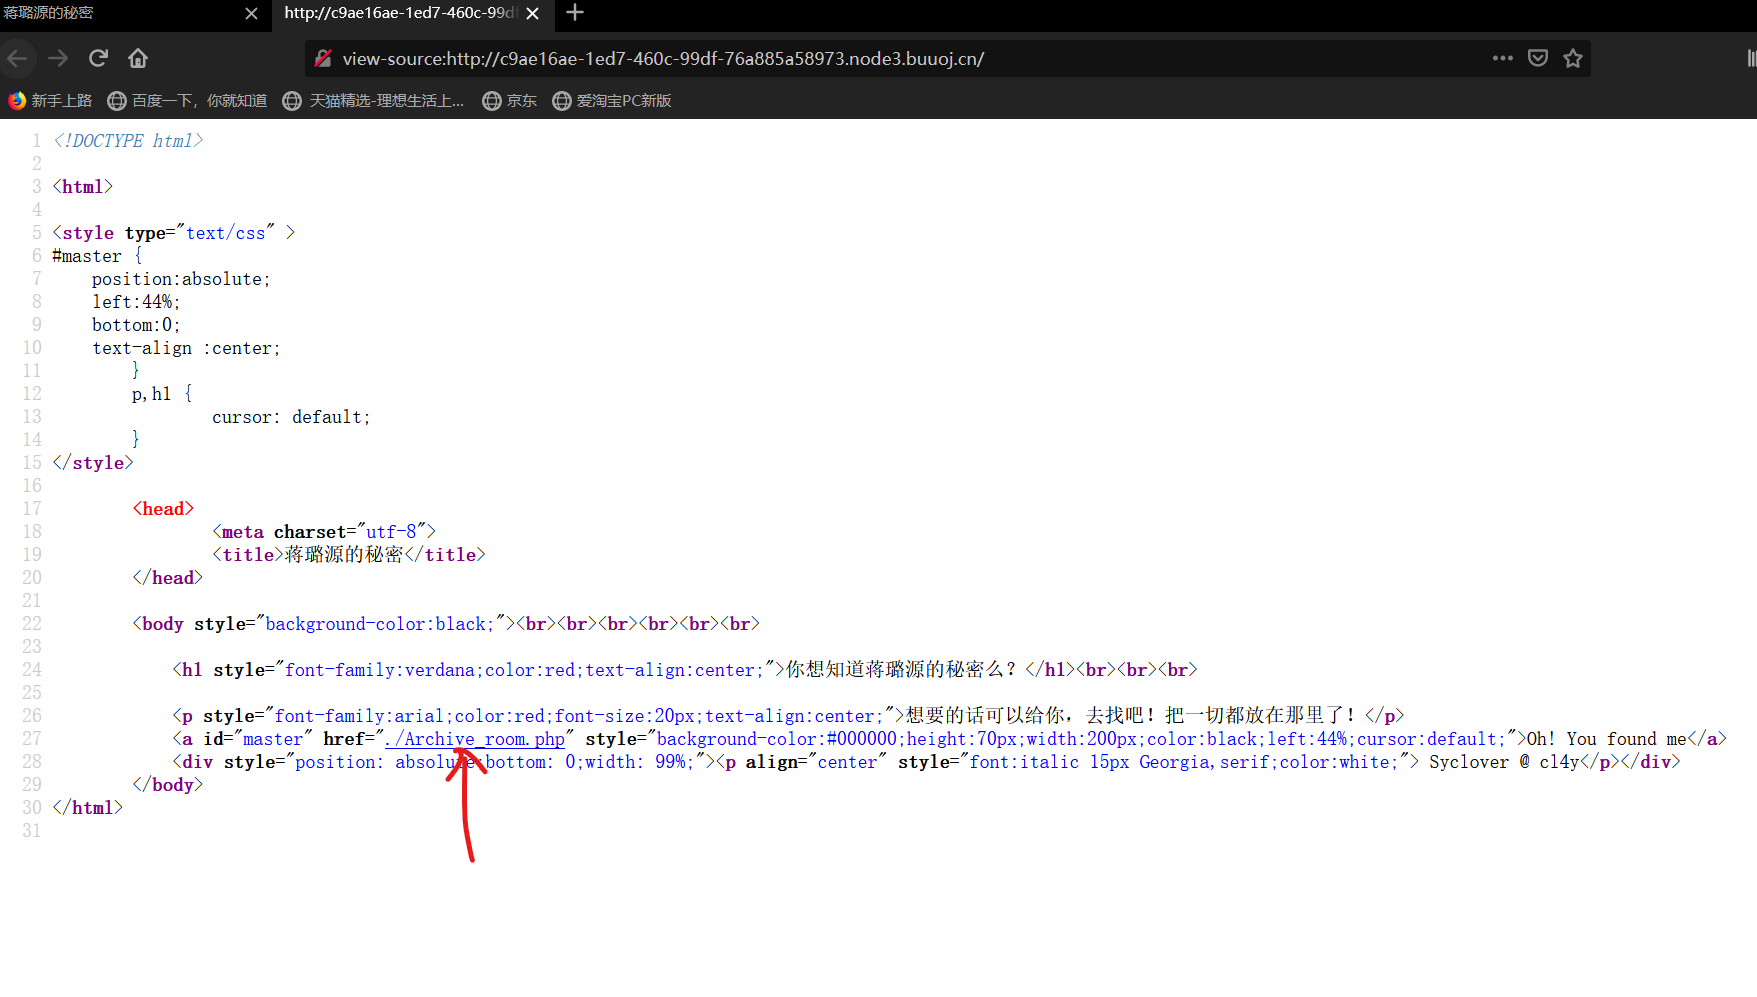 蒋璐源的秘密
http://c9ae16ae-1ed7-460c-99df
view-source:http://c9ae16ae-1ed7-460c-99df-76a885a58973.node3.buuoj.cn/
新手上路 百度一下，你就知道 天猫精选-理想生活上... 京东 爱淘宝PC新版
1 <!DOCTYPE html>
2
3 <html>
4
5 <style type="text/css" >
6 #master {
7 position:absolute;
8 left:44%;
9 bottom:0;
10 text-align :center;
11 }
12 p,h1 {
13 cursor: default;
14 }
15 </style>
16
17 <head>
18 <meta charset="utf-8">
19 <title>蒋璐源的秘密</title>
20 </head>
21
22 <body style="background-color:black;"><br><br><br><br><br><br>
23
24 <h1 style="font-family:verdana;color:red;text-align:center;">你想知道蒋璐源的秘密么？</h1><br><br><br>
25
26 <p style="font-family:arial;color:red;font-size:20px;text-align:center;">想要的话可以给你，去找吧！把一切都放在那里了！</p>
27 <a id="master" href="./Archive_room.php" style="background-color:#000000;height:70px;width:200px;color:black;left:44%;cursor:default;">Oh! You found me</a>
28 <div style="position: absolute;bottom: 0;width: 99%;"><p align="center" style="font:italic 15px Georgia,serif;color:white;"> Syclover @ cl4y</p></div>
29 </body>
30 </html>
31